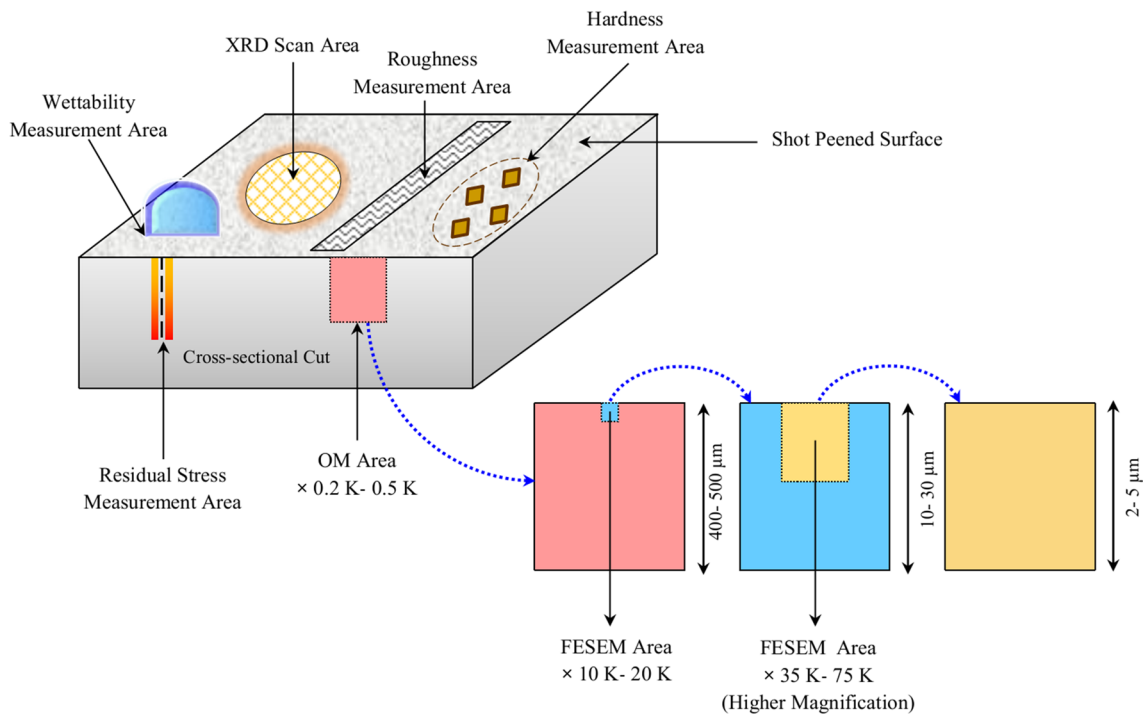 Hardness
Measurement Area
XRD Scan Area
Roughness
Measurement Area
Wettability
Measurement Area
Shot Peened Surface
Cross-sectional Cut
Residual Stress
Measurement Area
OM Area
× 0.2 K- 0.5 K
400- 500 µm
10- 30 µm
2- 5 µm
FESEM Area
× 10 K- 20 K
FESEM Area
× 35 K- 75 K
(Higher Magnification)